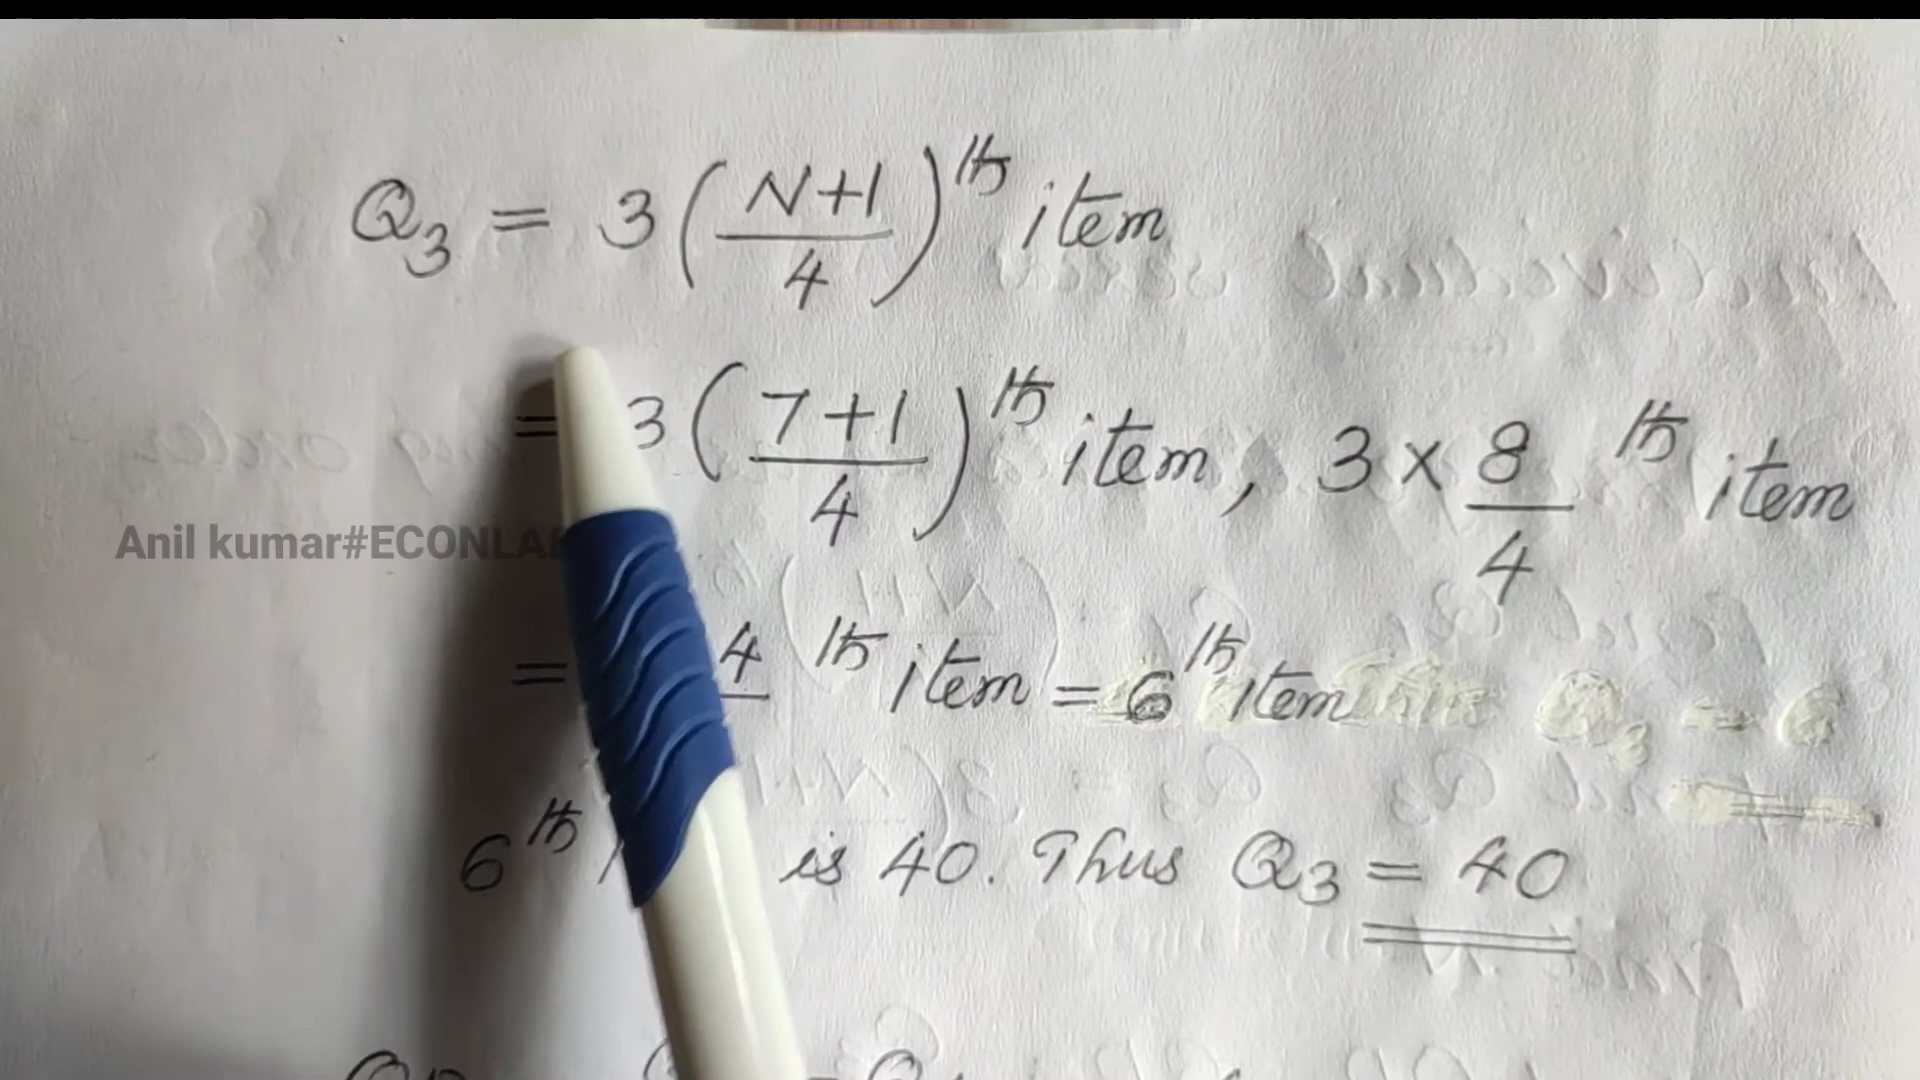 Q₃ = 3 (N+1/4)th item
= 3 (7+1/4)th item, 3 × 8/4 th item
Anil kumar#ECONLA
= 4 th item = 6th item
6th is 40. Thus Q₃ = 40